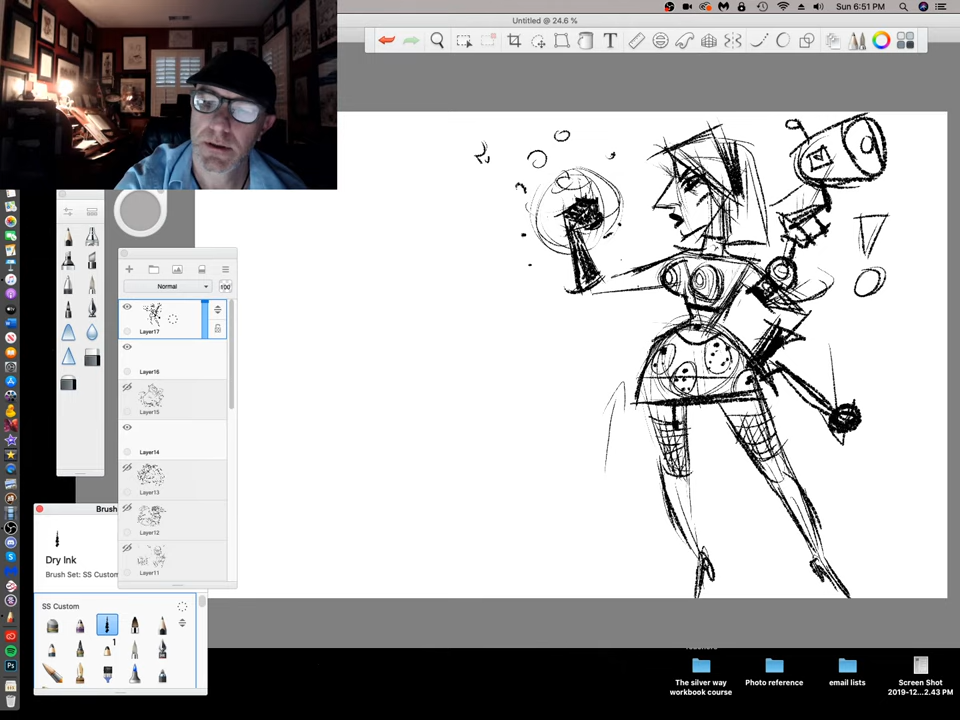 Sun 6:51 PM
Untitled @ 24.6 %
T
Normal
100
Layer17
Layer16
Layer15
Layer14
Layer13
Layer12
Layer11
Brush
Dry Ink
Brush Set: SS Custom
SS Custom
1
Ps
The silver way
workbook course
Photo reference
email lists
Screen Shot
2019-12...2.43 PM